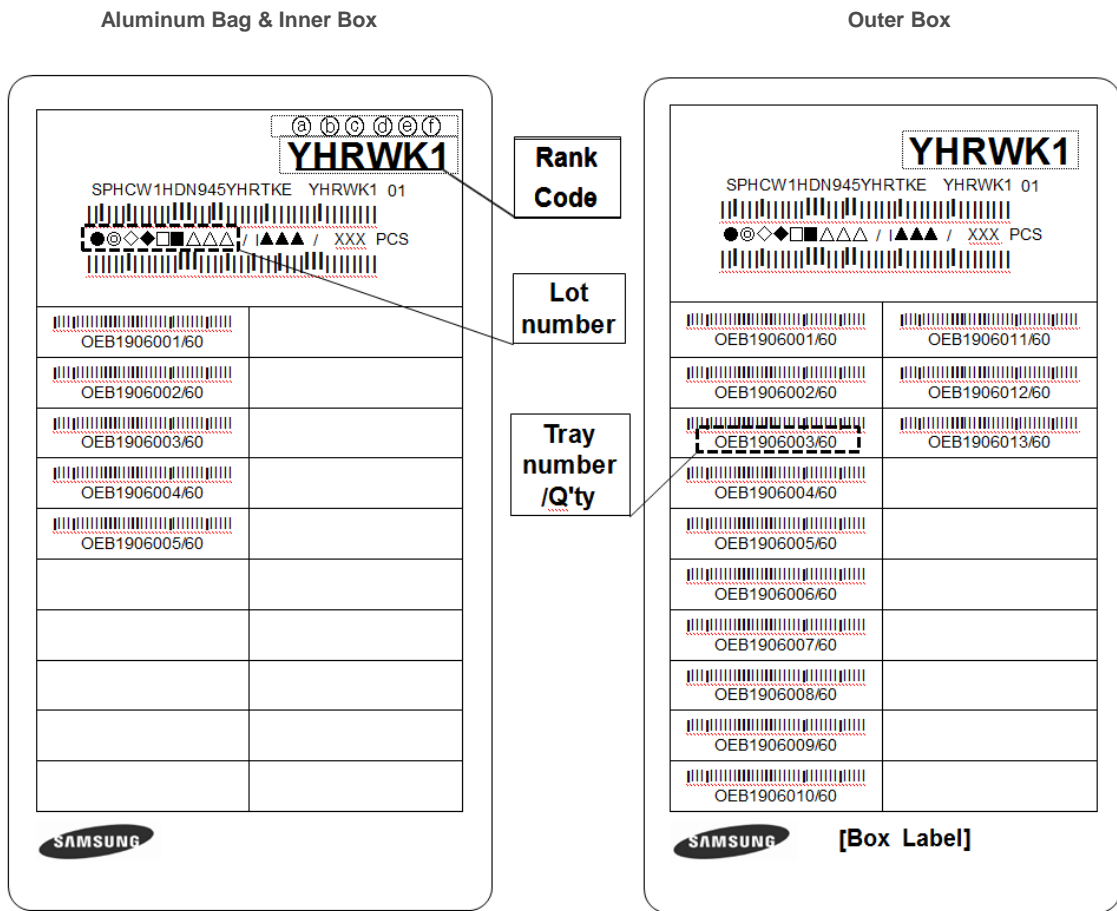 Aluminum Bag & Inner Box
ⓐ ⓑ ⓒ ⓓ ⓔ ⓕ
YHRWK1
SPHCW1HDN945YHRTKE YHRWK1 01
●◎◇◆□■△△△ / I▲▲▲ / XXX PCS
OEB1906001/60
OEB1906002/60
OEB1906003/60
OEB1906004/60
OEB1906005/60
SAMSUNG
Rank
Code
Lot
number
Tray
number
/Q'ty
Outer Box
YHRWK1
SPHCW1HDN945YHRTKE YHRWK1 01
●◎◇◆□■△△△ / I▲▲▲ / XXX PCS
OEB1906001/60 OEB1906011/60
OEB1906002/60 OEB1906012/60
OEB1906003/60 OEB1906013/60
OEB1906004/60
OEB1906005/60
OEB1906006/60
OEB1906007/60
OEB1906008/60
OEB1906009/60
OEB1906010/60
SAMSUNG [Box Label]